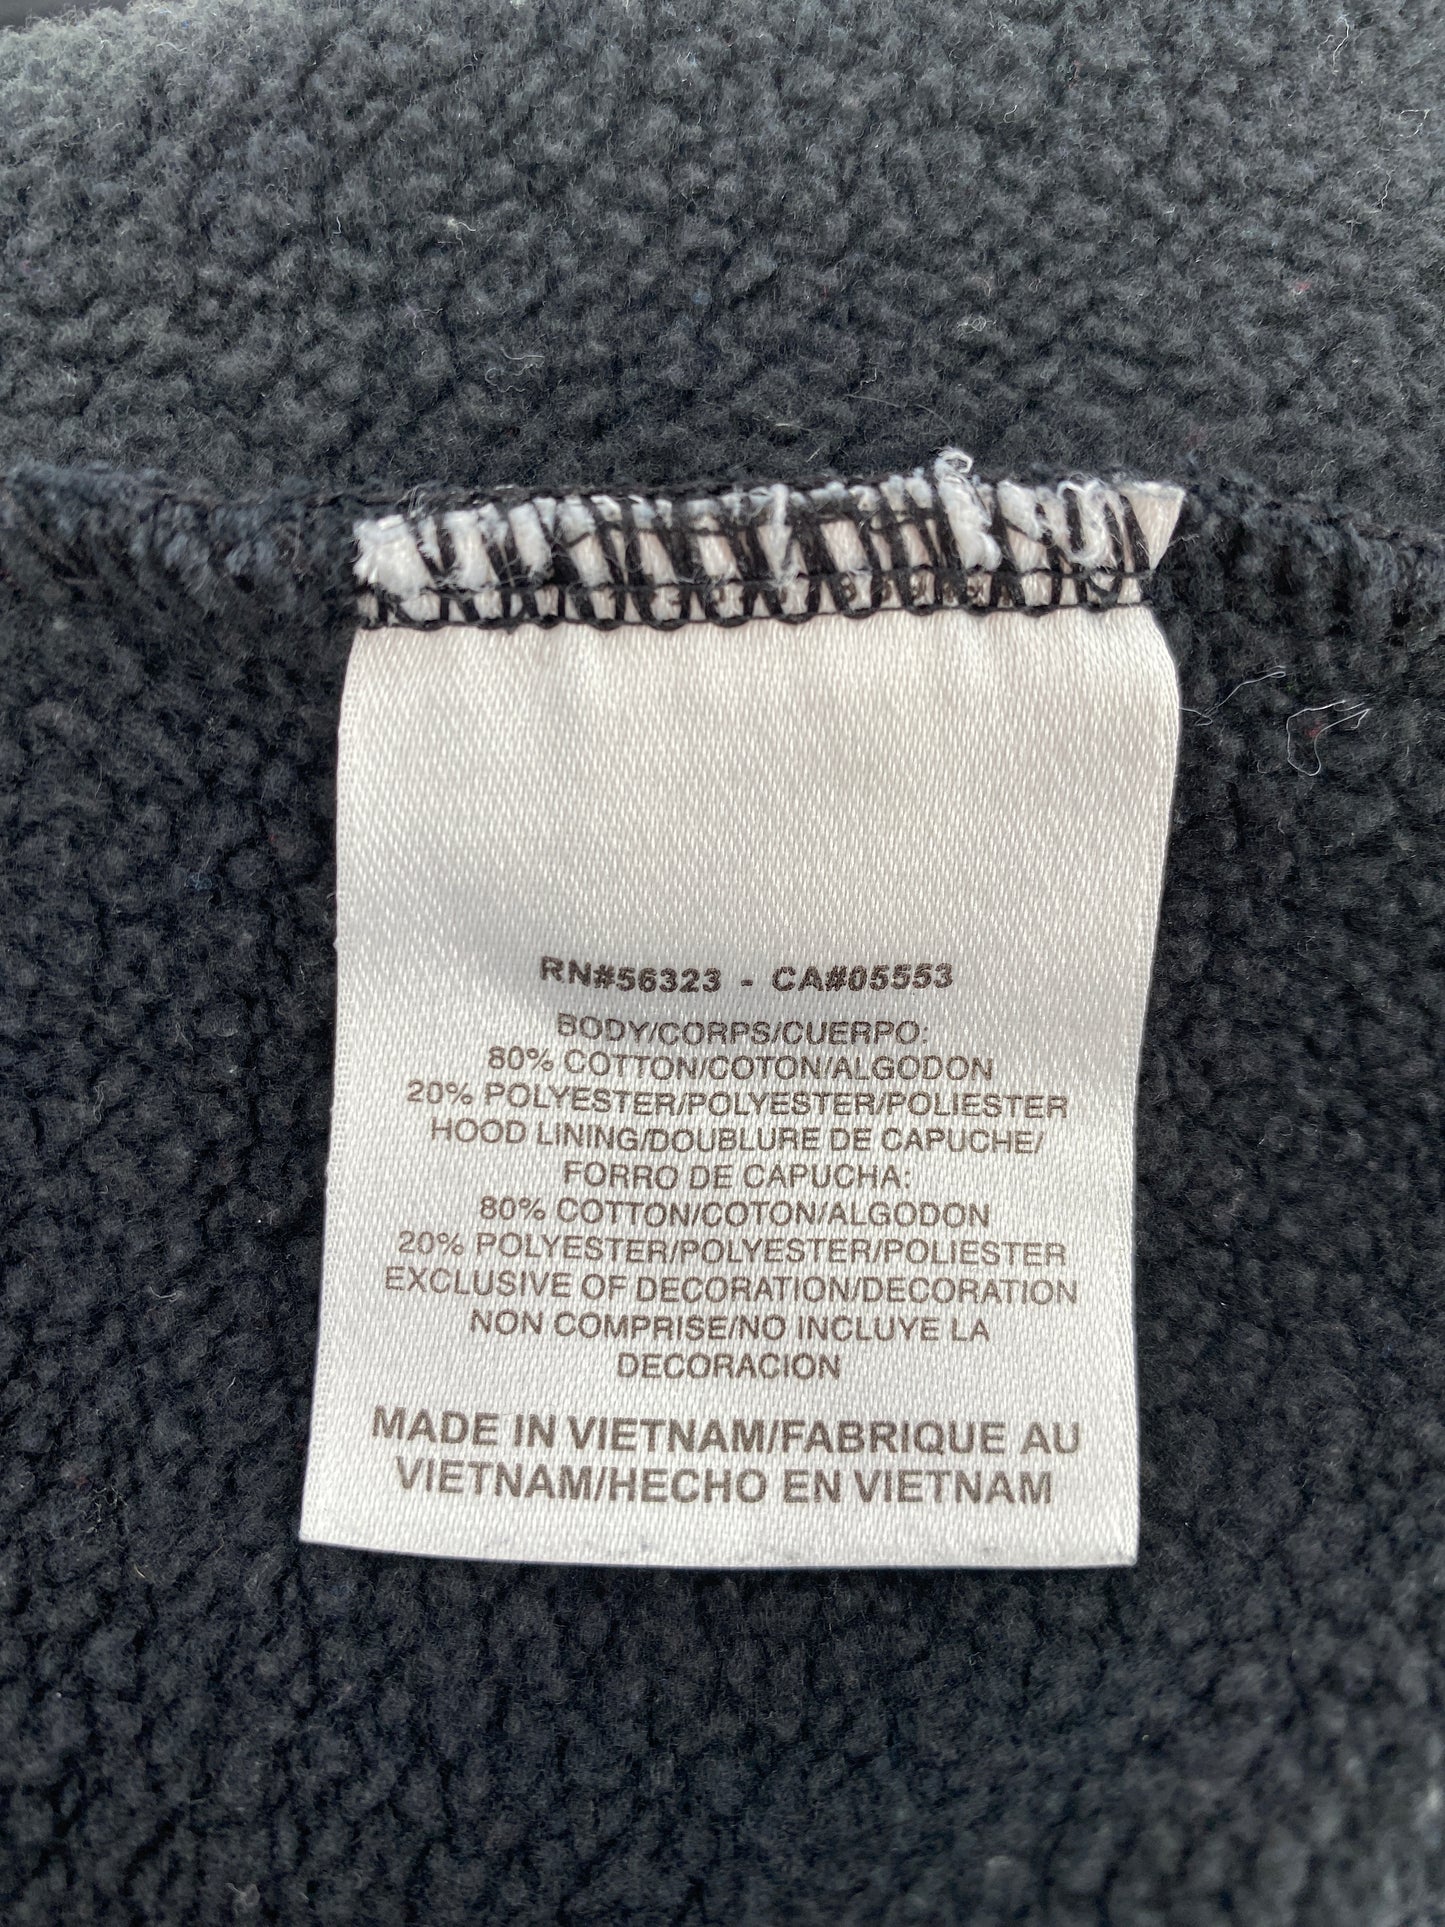 RN#56323 - CA#05553
BODY/CORPS/CUERPO:
80% COTTON/COTON/ALGODON
20% POLYESTER/POLYESTER/POLIESTER
HOOD LINING/DOUBLURE DE CAPUCHE/
FORRO DE CAPUCHA:
80% COTTON/COTON/ALGODON
20% POLYESTER/POLYESTER/POLIESTER
EXCLUSIVE OF DECORATION/DECORATION
NON COMPRISE/NO INCLUYE LA
DECORACION
MADE IN VIETNAM/FABRIQUE AU
VIETNAM/HECHO EN VIETNAM